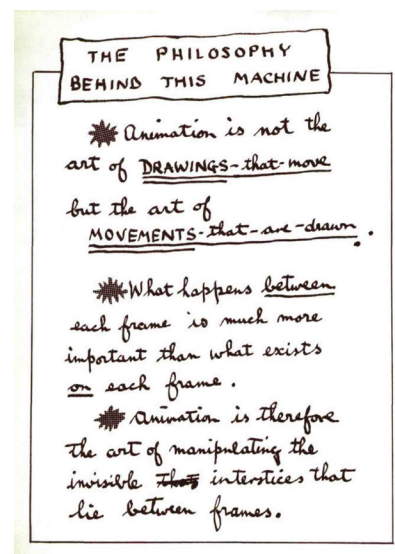 THE PHILOSOPHY
BEHIND THIS MACHINE
Animation is not the
art of DRAWINGS-that-move
but the art of
MOVEMENTS-that-are-drawn.
What happens between
each frame is much more
important than what exists
on each frame.
Animation is therefore
the art of manipulating the
invisible interstices that
lie between frames.